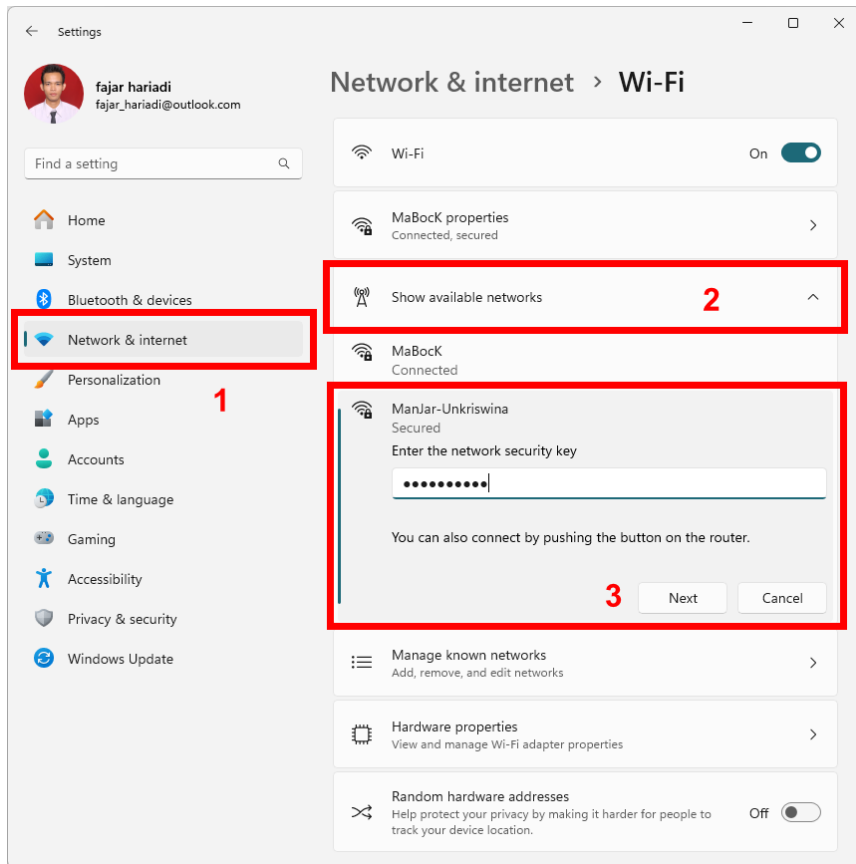 Settings
fajar hariadi
fajar_hariadi@outlook.com
Find a setting
Home
System
Bluetooth & devices
Network & internet
1
Personalization
Apps
Accounts
Time & language
Gaming
Accessibility
Privacy & security
Windows Update
Network & internet > Wi-Fi
Wi-Fi On
MaBocK properties
Connected, secured
Show available networks 2
MaBocK
Connected
ManJar-Unkriswina
Secured
Enter the network security key
••••••••••
You can also connect by pushing the button on the router.
3 Next Cancel
Manage known networks
Add, remove, and edit networks
Hardware properties
View and manage Wi-Fi adapter properties
Random hardware addresses
Help protect your privacy by making it harder for people to
track your device location.
Off